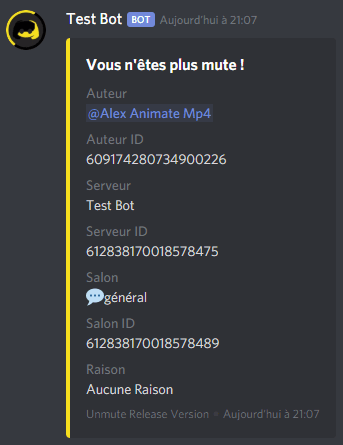 Test Bot BOT Aujourd'hui à 21:07
Vous n'êtes plus mute !
Auteur
@Alex Animate Mp4
Auteur ID
609174280734900226
Serveur
Test Bot
Serveur ID
612838170018578475
Salon
💬général
Salon ID
612838170018578489
Raison
Aucune Raison
Unmute Release Version • Aujourd'hui à 21:07